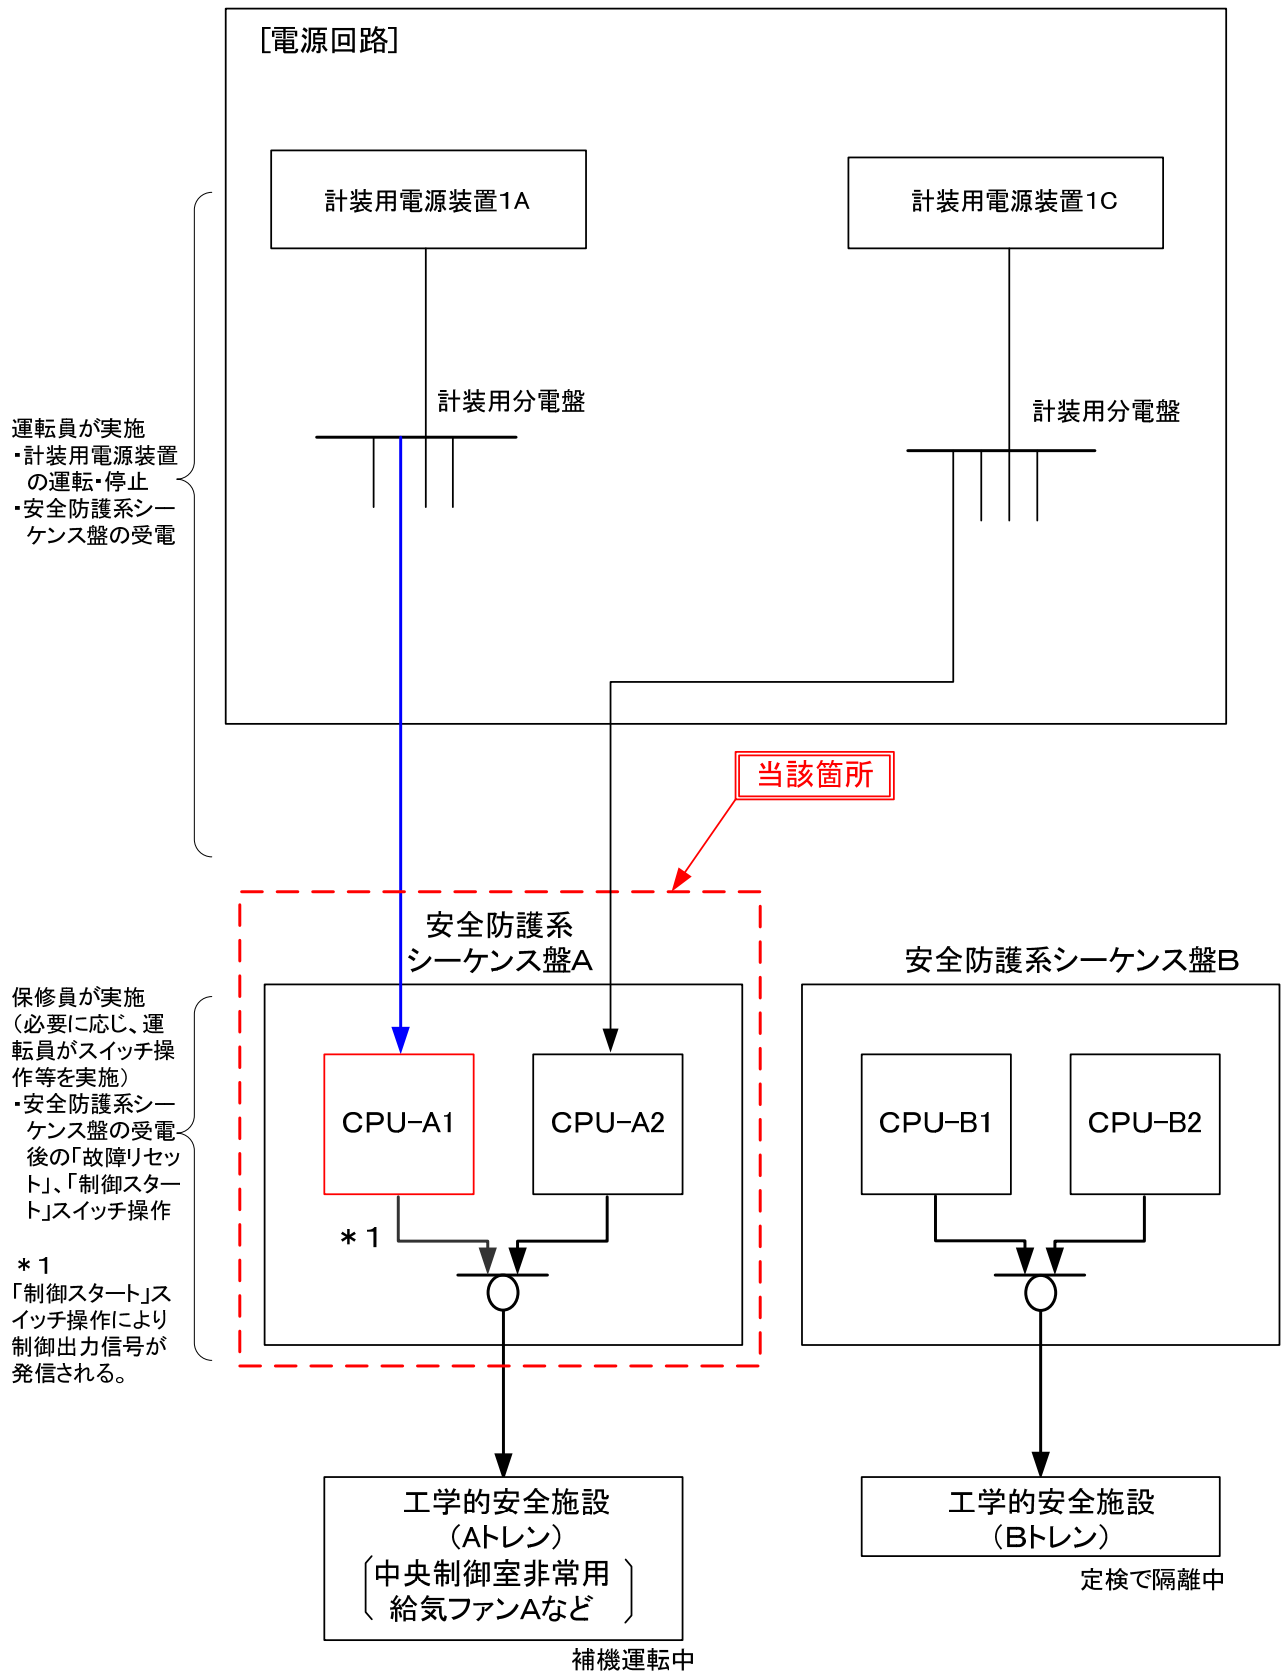 [電源回路]
計装用電源装置1A
計装用電源装置1C
計装用分電盤
計装用分電盤
運転員が実施
・計装用電源装置
の運転・停止
・安全防護系シー
ケンス盤の受電
当該箇所
安全防護系
シーケンス盤A
安全防護系シーケンス盤B
保修員が実施
(必要に応じ、運
転員がスイッチ操
作等を実施)
・安全防護系シー
ケンス盤の受電
後の「故障リセッ
ト」、「制御スター
ト」スイッチ操作
CPU-A1
CPU-A2
CPU-B1
CPU-B2
*1
*1
「制御スタート」ス
イッチ操作により
制御出力信号が
発信される。
工学的安全施設
(Aトレン)
中央制御室非常用
給気ファンAなど
補機運転中
工学的安全施設
(Bトレン)
定検で隔離中